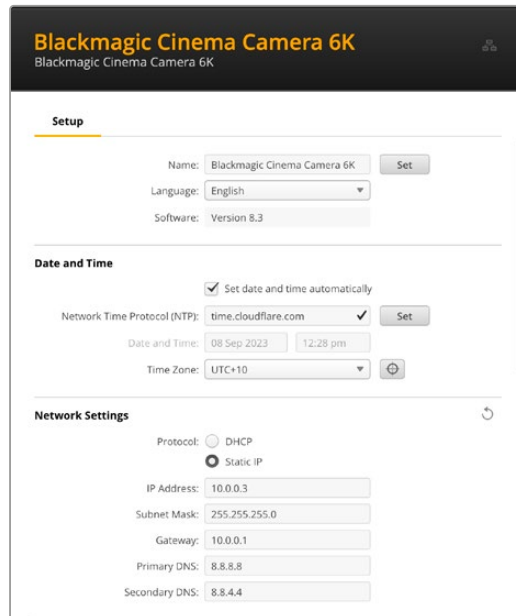 Blackmagic Cinema Camera 6K
Blackmagic Cinema Camera 6K
Setup
Name: Blackmagic Cinema Camera 6K Set
Language: English
Software: Version 8.3
Date and Time
Set date and time automatically
Network Time Protocol (NTP): time.cloudflare.com Set
Date and Time: 08 Sep 2023 12:28 pm
Time Zone: UTC+10
Network Settings
Protocol: DHCP
Static IP
IP Address: 10.0.0.3
Subnet Mask: 255.255.255.0
Gateway: 10.0.0.1
Primary DNS: 8.8.8.8
Secondary DNS: 8.8.4.4